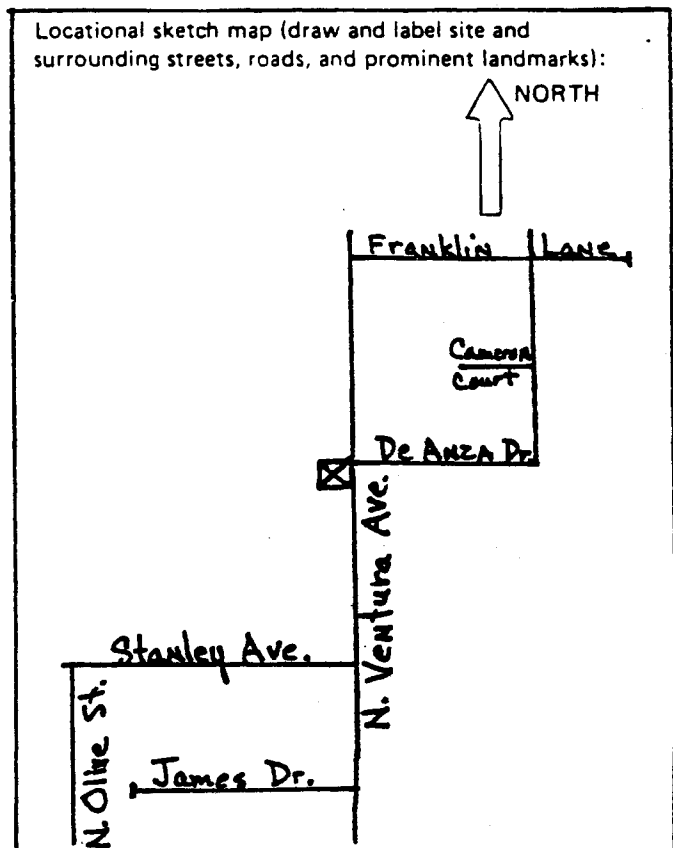 Locational sketch map (draw and label site and
surrounding streets, roads, and prominent landmarks):
NORTH
Franklin Lane
Cameron
Court
De Anza Dr.
N. Ventura Ave.
Stanley Ave.
N. Olive St.
James Dr.